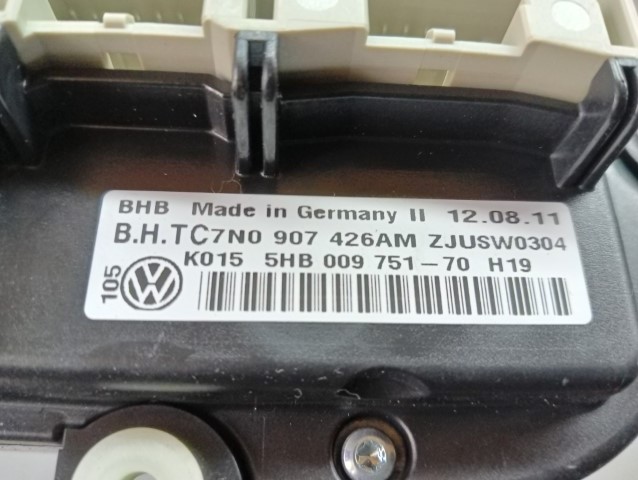 BHB Made in Germany II 12.08.11
B.H.TC7N0 907 426AM ZJUSW0304
K015 5HB 009 751-70 H19
105